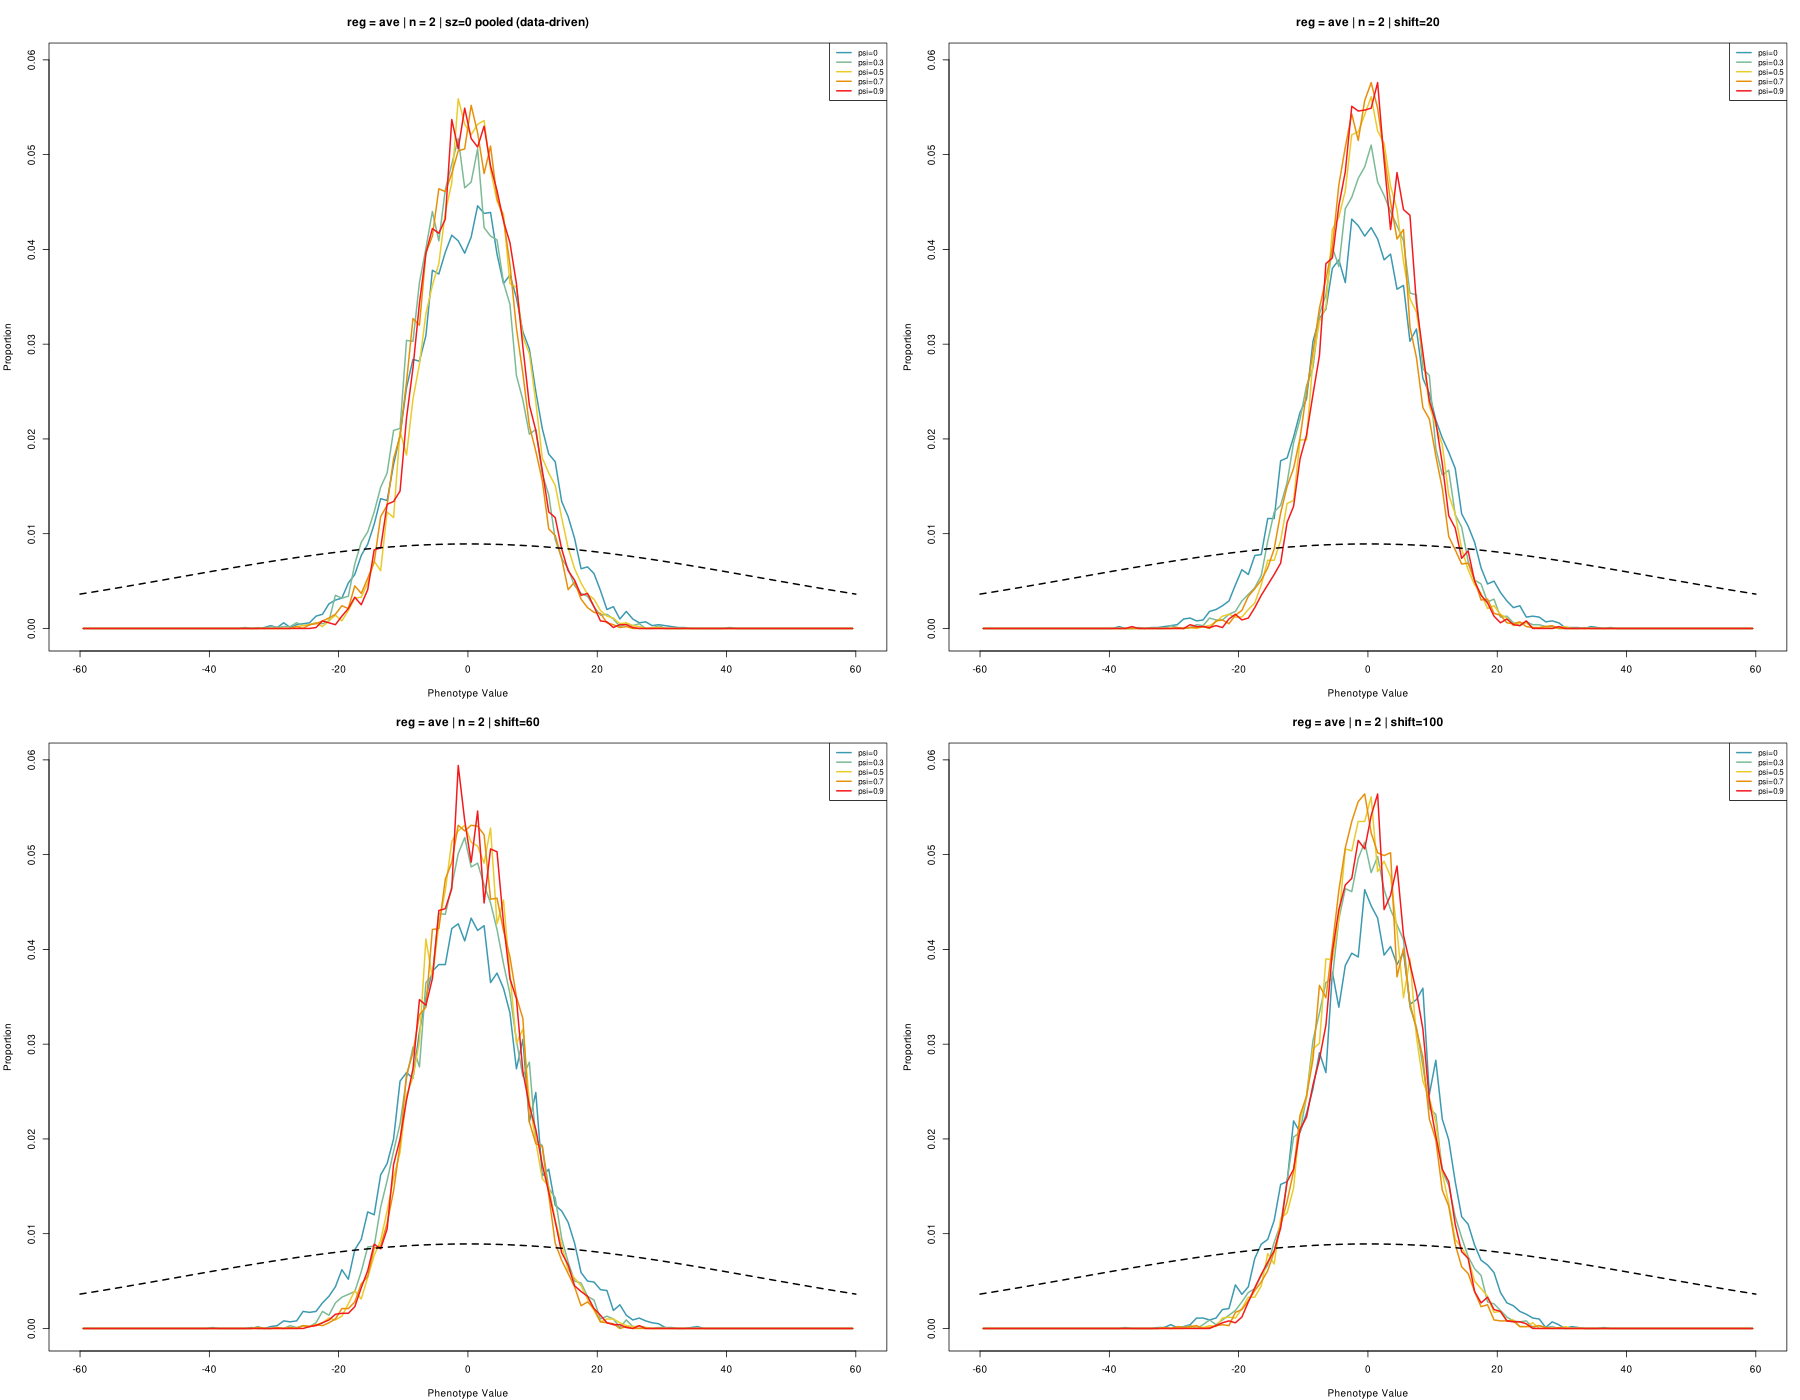 reg = ave | n = 2 | sz=0 pooled (data-driven)
psi=0
psi=0.3
psi=0.5
psi=0.7
psi=0.9
0.06
0.05
0.04
0.03
0.02
0.01
0.00
Proportion
-60 -40 -20 0 20 40 60
Phenotype Value
reg = ave | n = 2 | shift=20
psi=0
psi=0.3
psi=0.5
psi=0.7
psi=0.9
0.06
0.05
0.04
0.03
0.02
0.01
0.00
Proportion
-60 -40 -20 0 20 40 60
Phenotype Value
reg = ave | n = 2 | shift=60
psi=0
psi=0.3
psi=0.5
psi=0.7
psi=0.9
0.06
0.05
0.04
0.03
0.02
0.01
0.00
Proportion
-60 -40 -20 0 20 40 60
Phenotype Value
reg = ave | n = 2 | shift=100
psi=0
psi=0.3
psi=0.5
psi=0.7
psi=0.9
0.06
0.05
0.04
0.03
0.02
0.01
0.00
Proportion
-60 -40 -20 0 20 40 60
Phenotype Value